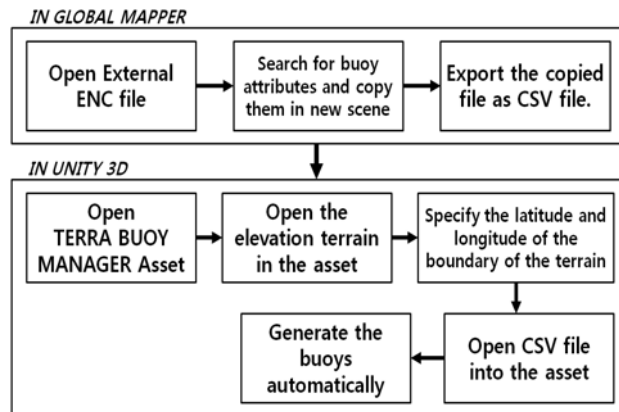 IN GLOBAL MAPPER
Open External
ENC file
Search for buoy
attributes and copy
them in new scene
Export the copied
file as CSV file.
IN UNITY 3D
Open
TERRA BUOY
MANAGER Asset
Open the
elevation terrain
in the asset
Specify the latitude and
longitude of the
boundary of the terrain
Generate the
buoys
automatically
Open CSV file
into the asset